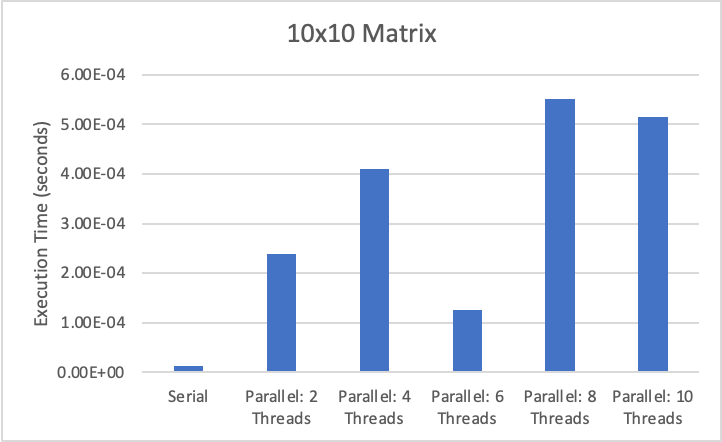 10x10 Matrix
Execution Time (seconds)
6.00E-04
5.00E-04
4.00E-04
3.00E-04
2.00E-04
1.00E-04
0.00E+00
Serial
Parallel: 2
Threads
Parallel: 4
Threads
Parallel: 6
Threads
Parallel: 8
Threads
Parallel: 10
Threads